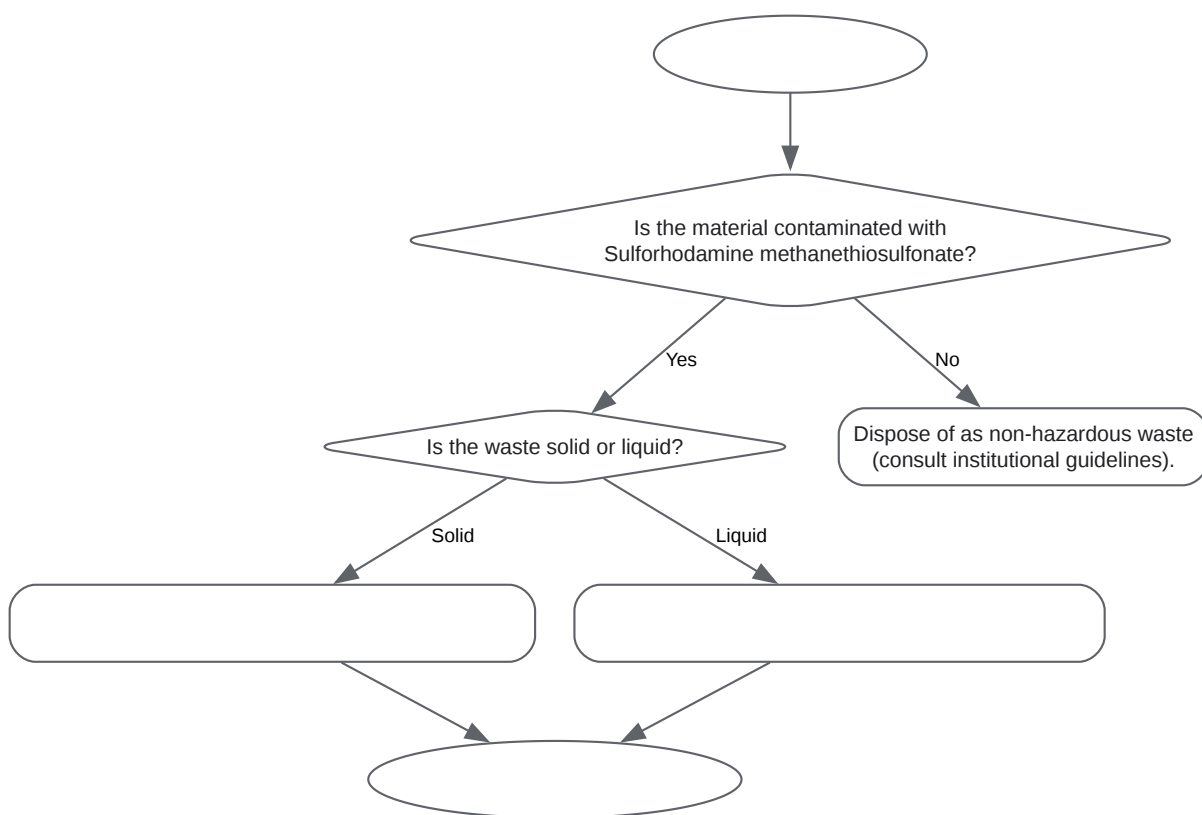 Is the material contaminated with
Sulforhodamine methanethiosulfonate?
Yes
No
Is the waste solid or liquid?
Dispose of as non-hazardous waste
(consult institutional guidelines).
Solid
Liquid